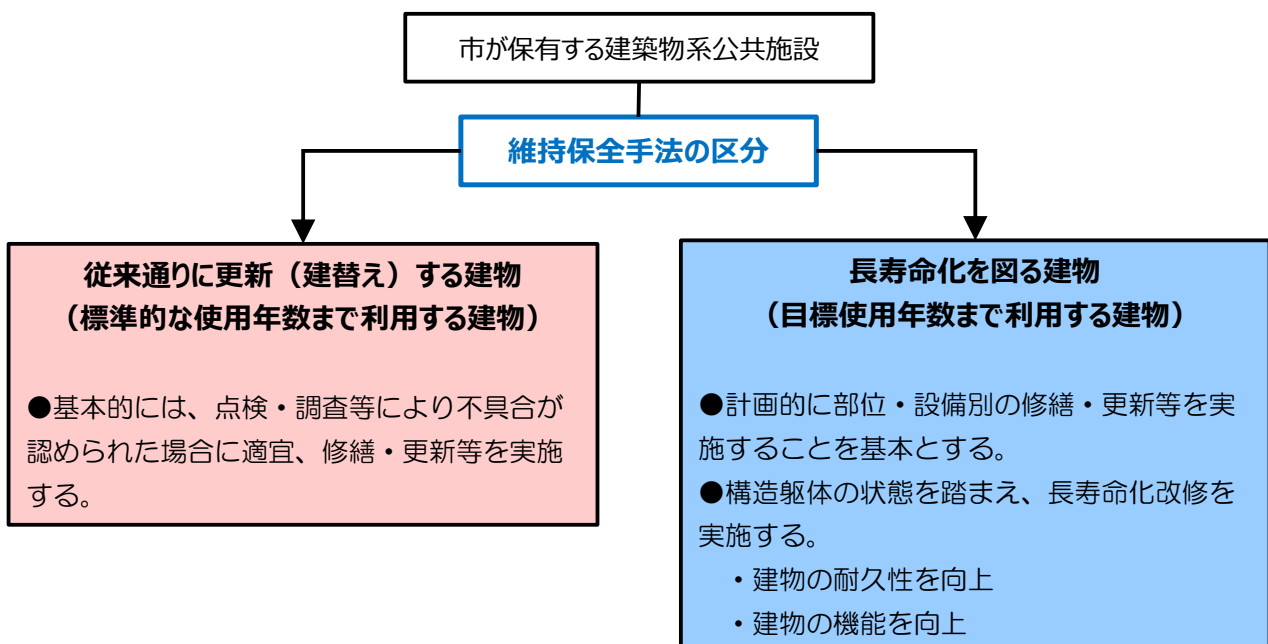 市が保有する建築物系公共施設
維持保全手法の区分
従来通りに更新（建替え）する建物
（標準的な使用年数まで利用する建物）
●基本的には、点検・調査等により不具合が
認められた場合に適宜、修繕・更新等を実施
する。
長寿命化を図る建物
（目標使用年数まで利用する建物）
●計画的に部位・設備別の修繕・更新等を実
施することを基本とする。
●構造躯体の状態を踏まえ、長寿命化改修を
実施する。
・建物の耐久性を向上
・建物の機能を向上